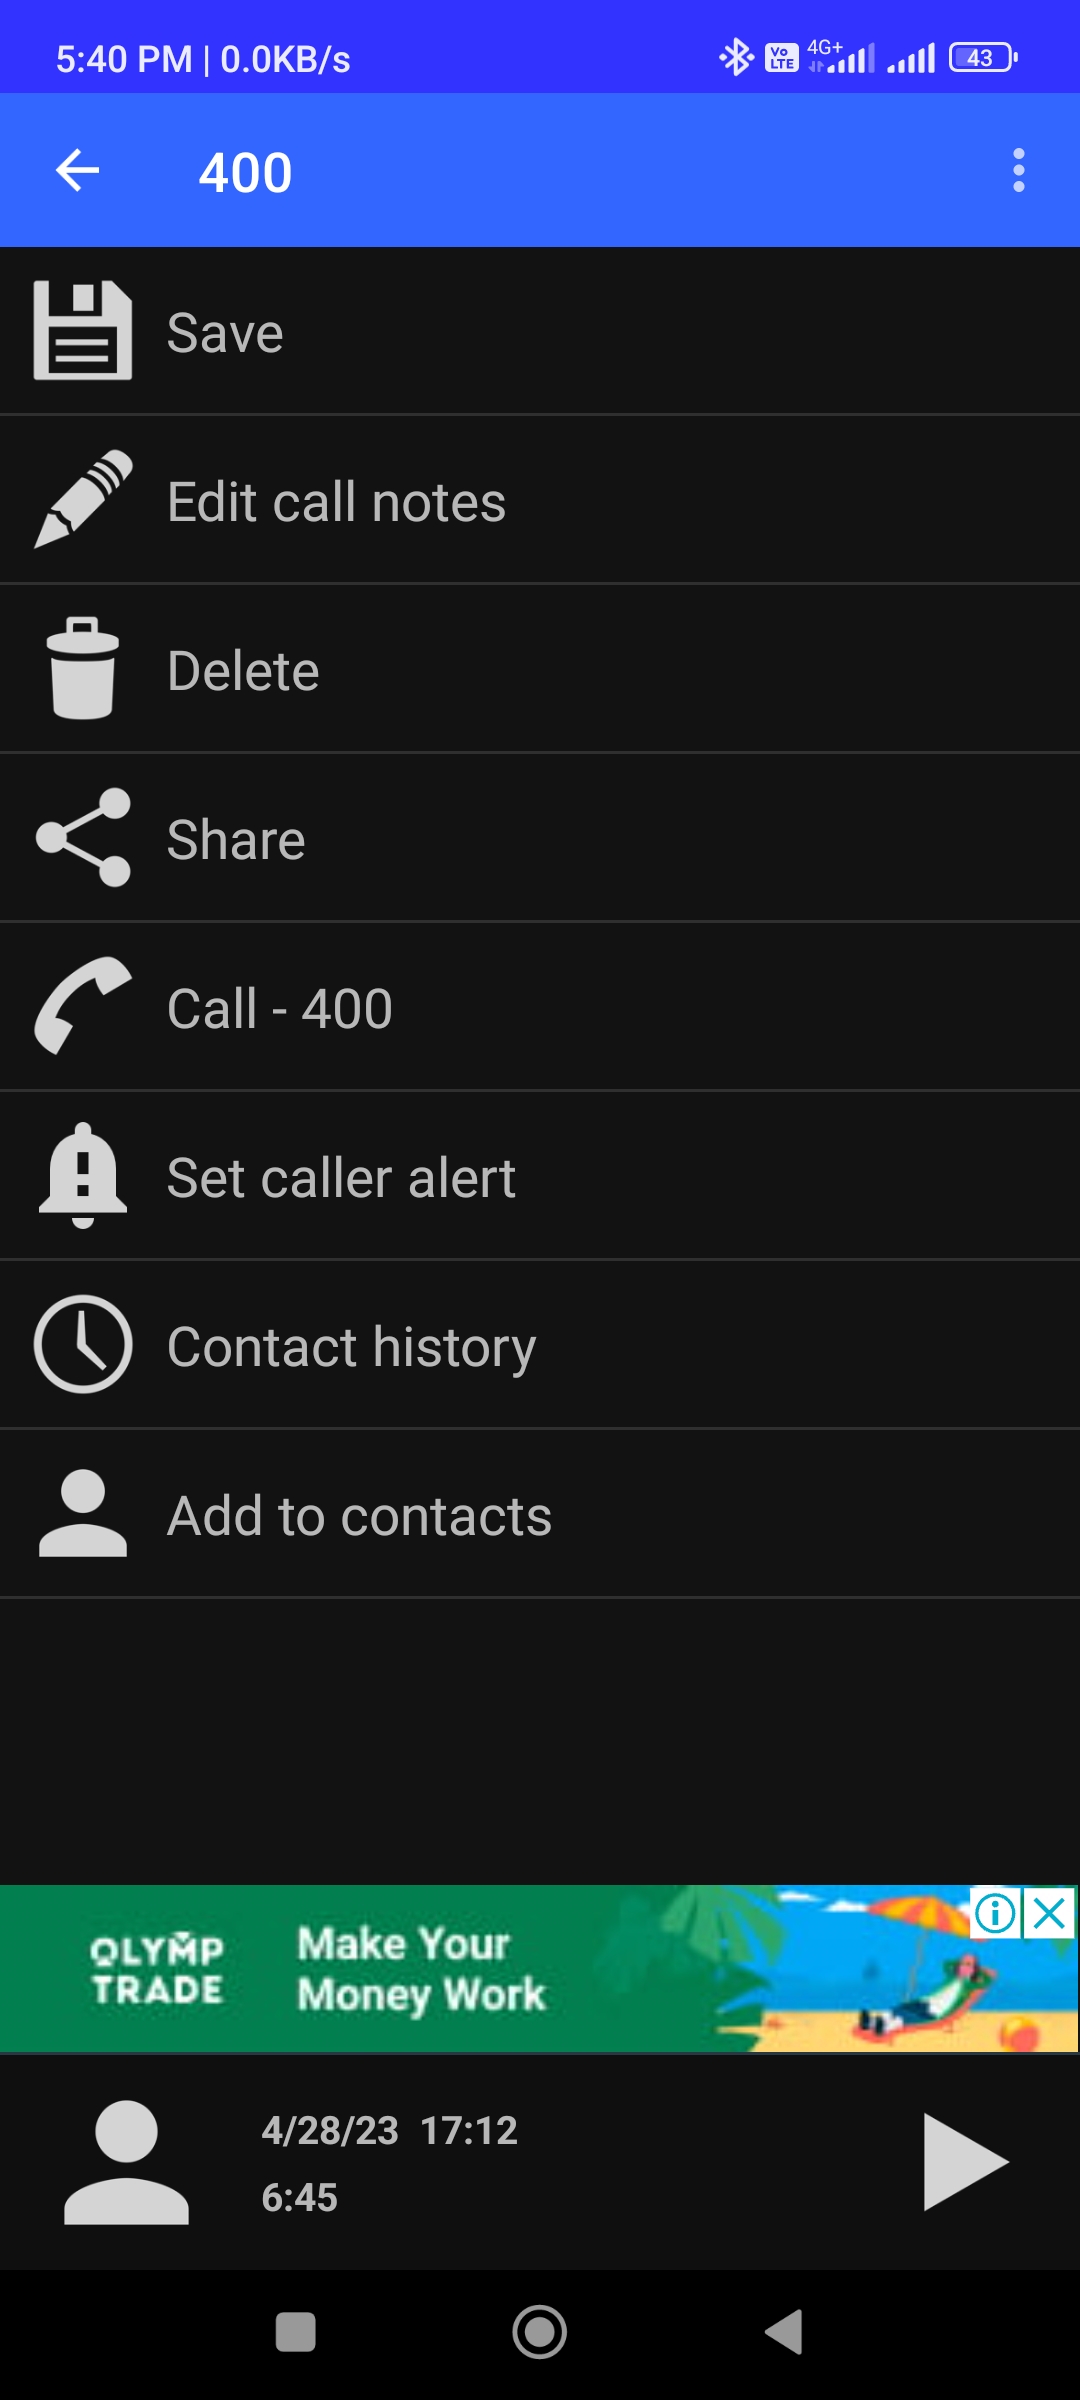 5:40 PM | 0.0KB/s
Vo LTE 4G+ 43
400
Save
Edit call notes
Delete
Share
Call - 400
Set caller alert
Contact history
Add to contacts
OLYMP
TRADE
Make Your
Money Work
4/28/23 17:12
6:45